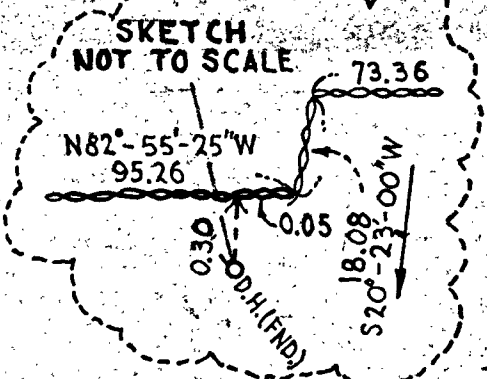 SKETCH
NOT TO SCALE
73.36
N82°-55'-25"W
95.26
0.05
0.30
18.08
S20°-23'-00"W
D.H.(FND.)